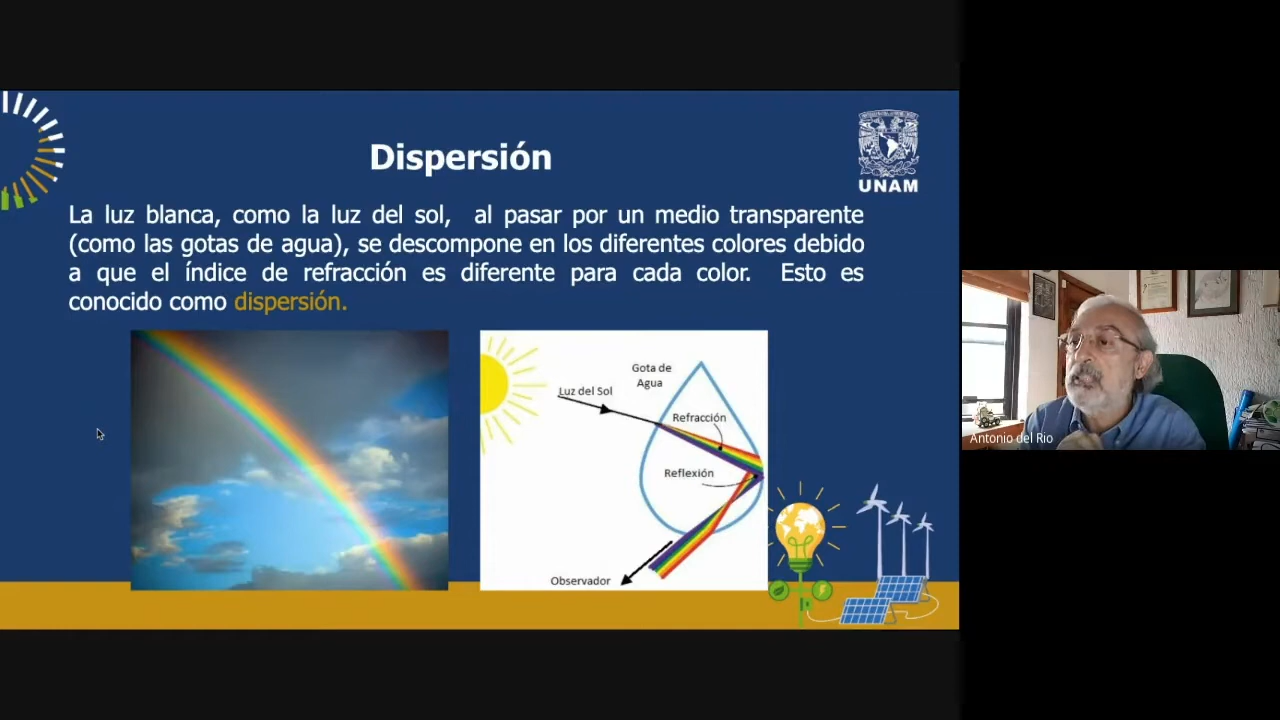 Dispersión
UNAM
La luz blanca, como la luz del sol, al pasar por un medio transparente
(como las gotas de agua), se descompone en los diferentes colores debido
a que el índice de refracción es diferente para cada color. Esto es
conocido como dispersión.
Gota de
Agua
Luz del Sol
Refracción
Reflexión
Observador
Antonio del Rio